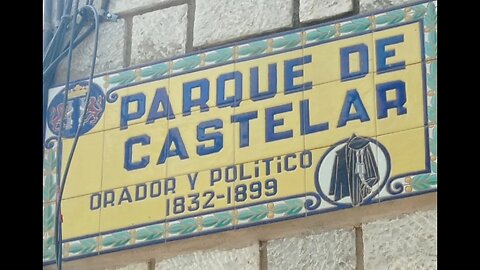 PARQUE DE
CASTELAR
ORADOR Y POLíTiCO
1832-1899